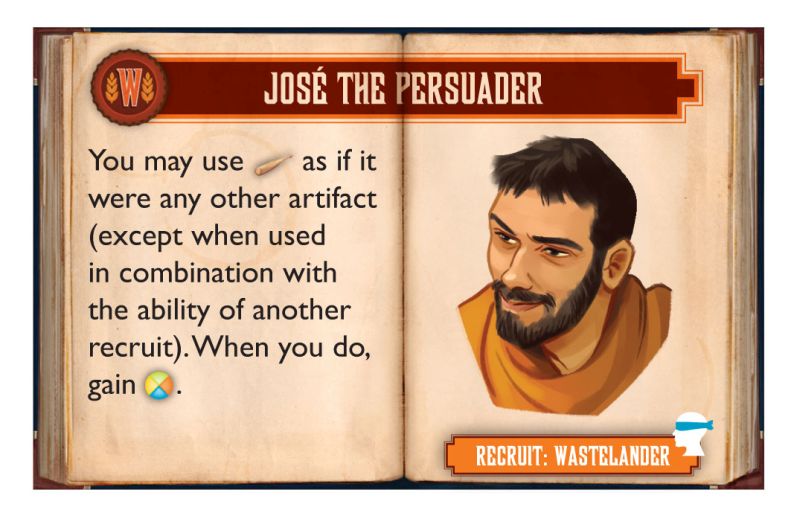 W
JOSÉ THE PERSUADER
You may use as if it
were any other artifact
(except when used
in combination with
the ability of another
recruit). When you do,
gain .
RECRUIT: WASTELANDER